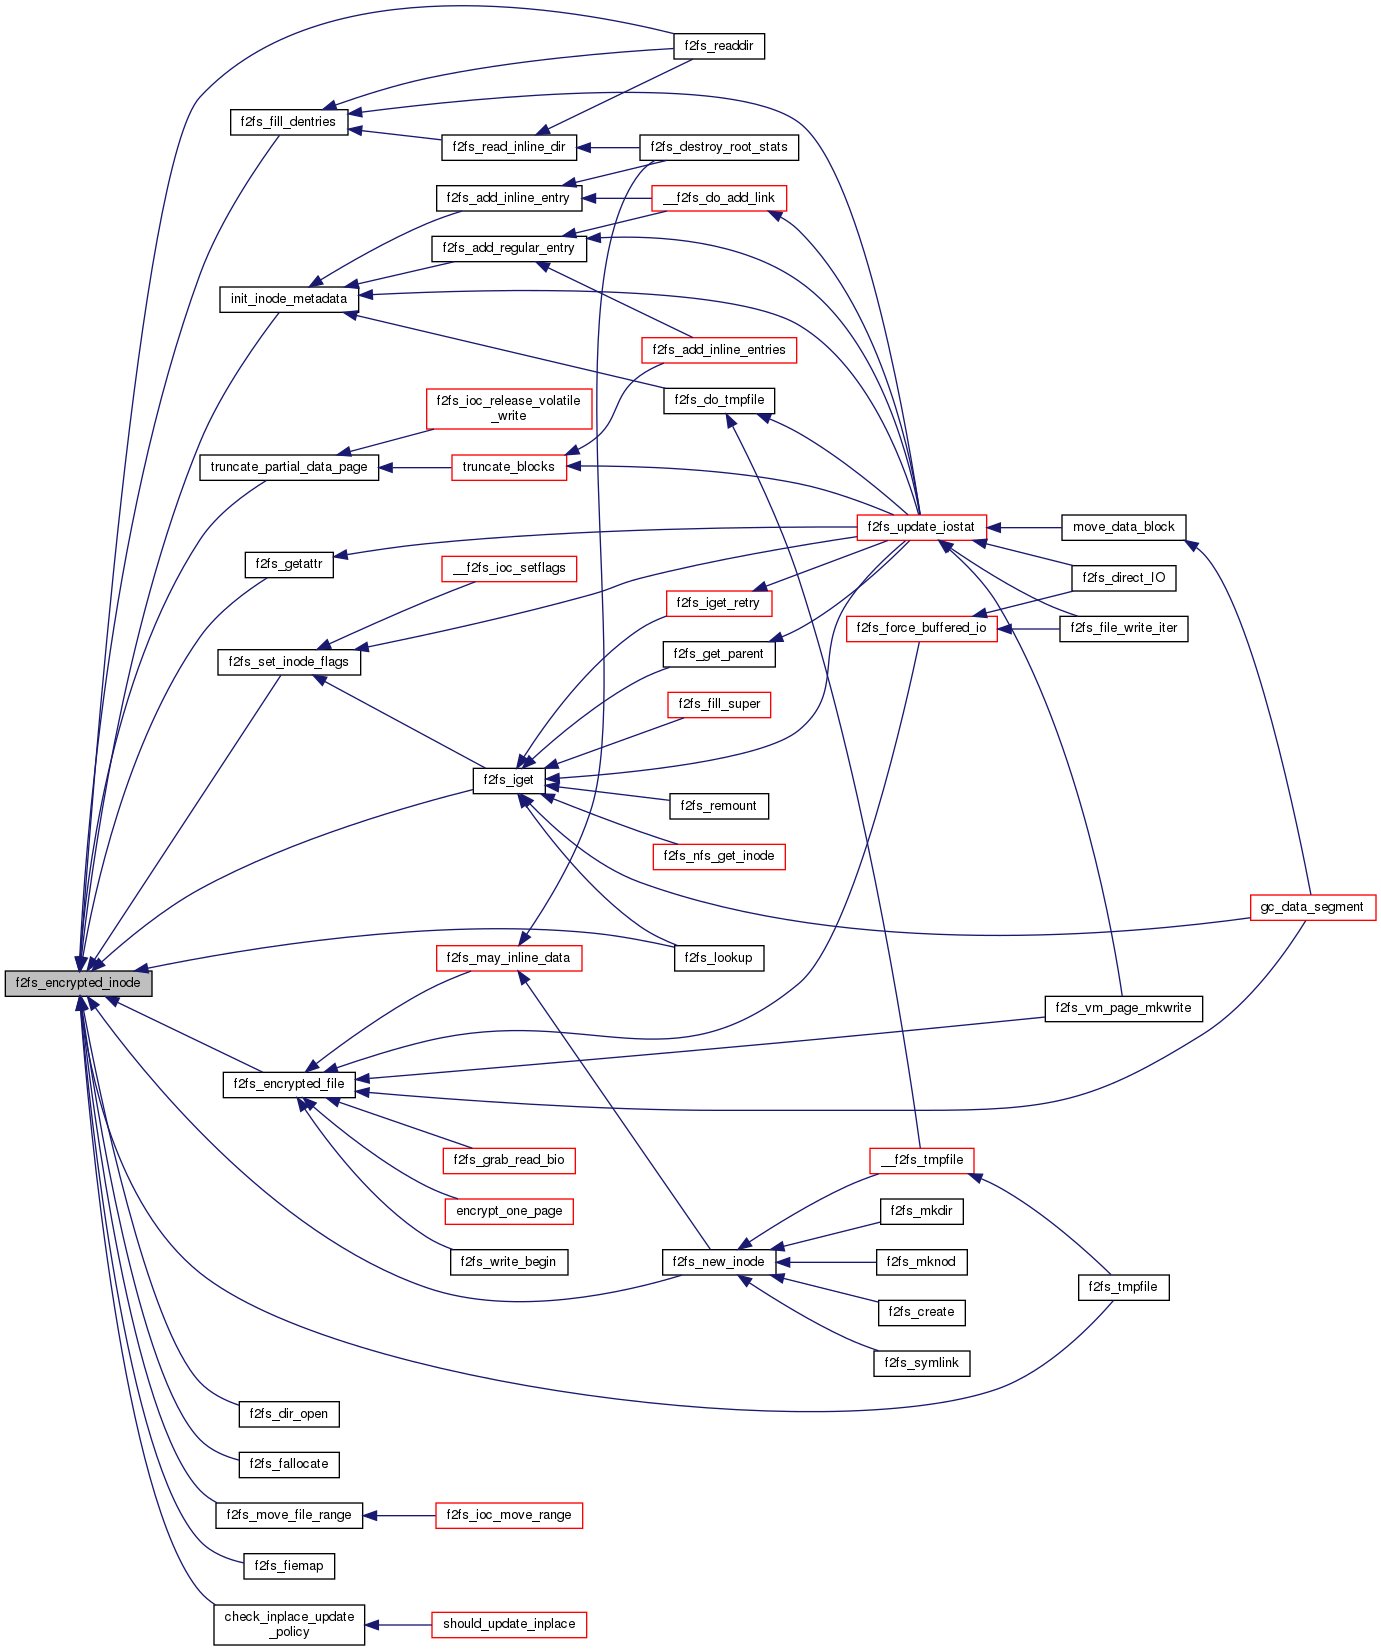 f2fs_readdir
f2fs_fill_dentries
f2fs_read_inline_dir
f2fs_destroy_root_stats
f2fs_add_inline_entry
__f2fs_do_add_link
f2fs_add_regular_entry
init_inode_metadata
f2fs_add_inline_entries
f2fs_do_tmpfile
f2fs_ioc_release_volatile
_write
truncate_partial_data_page
truncate_blocks
f2fs_update_iostat
move_data_block
f2fs_getattr
__f2fs_ioc_setflags
f2fs_direct_IO
f2fs_iget_retry
f2fs_force_buffered_io
f2fs_file_write_iter
f2fs_get_parent
f2fs_set_inode_flags
f2fs_fill_super
f2fs_iget
f2fs_remount
f2fs_nfs_get_inode
gc_data_segment
f2fs_may_inline_data
f2fs_lookup
f2fs_encrypted_inode
f2fs_vm_page_mkwrite
f2fs_encrypted_file
f2fs_grab_read_bio
__f2fs_tmpfile
encrypt_one_page
f2fs_mkdir
f2fs_write_begin
f2fs_new_inode
f2fs_mknod
f2fs_tmpfile
f2fs_create
f2fs_symlink
f2fs_dir_open
f2fs_fallocate
f2fs_move_file_range
f2fs_ioc_move_range
f2fs_fiemap
check_inplace_update
_policy
should_update_inplace